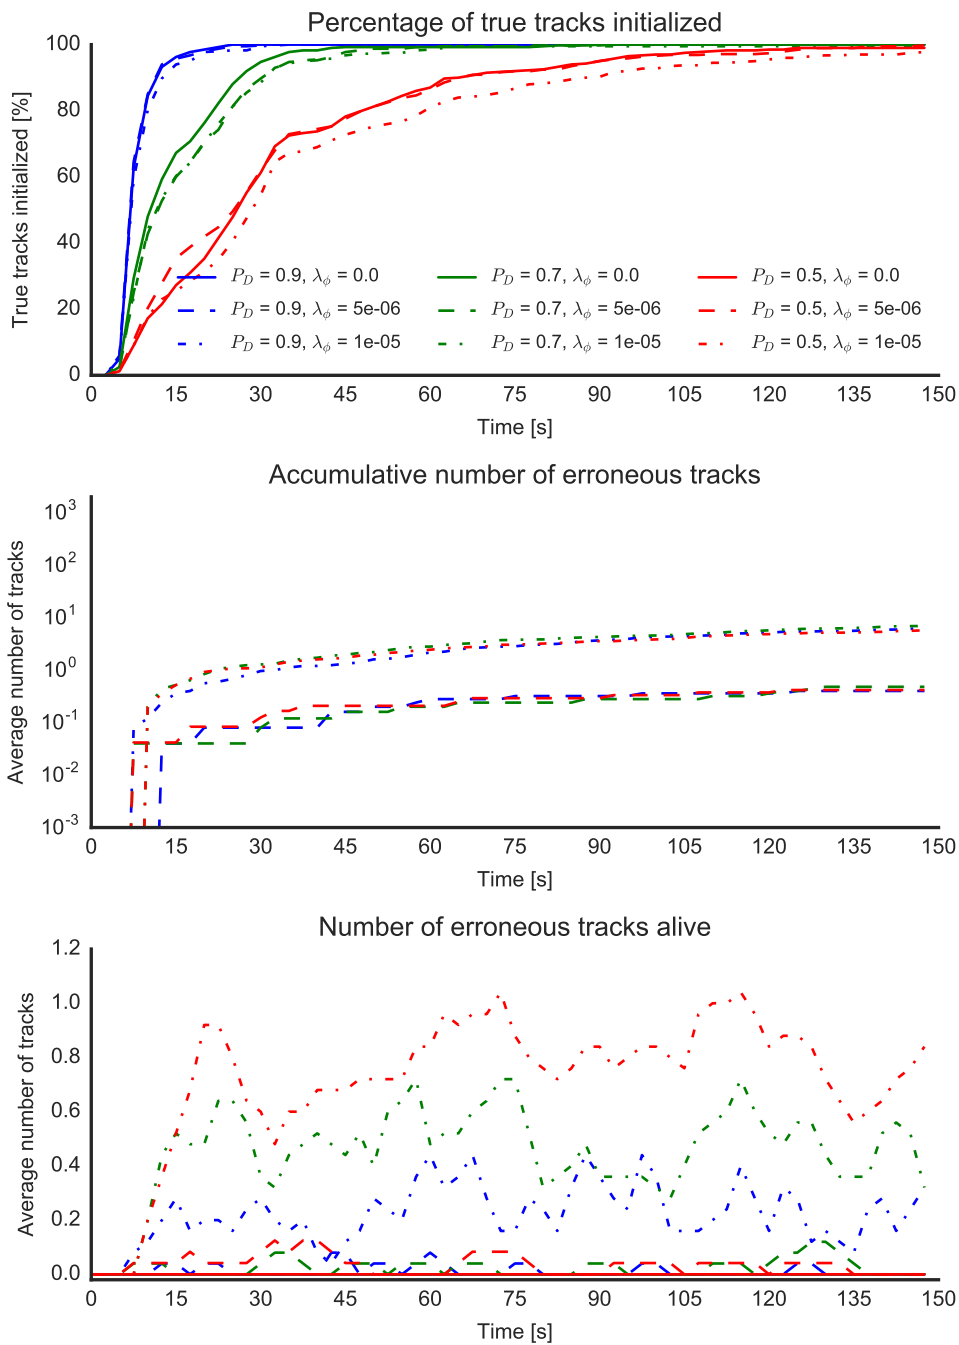 Percentage of true tracks initialized
True tracks initialized [%]
100
80
60
40
20
0
P_D = 0.9, λ_ϕ = 0.0
P_D = 0.7, λ_ϕ = 0.0
P_D = 0.5, λ_ϕ = 0.0
P_D = 0.9, λ_ϕ = 5e-06
P_D = 0.7, λ_ϕ = 5e-06
P_D = 0.5, λ_ϕ = 5e-06
P_D = 0.9, λ_ϕ = 1e-05
P_D = 0.7, λ_ϕ = 1e-05
P_D = 0.5, λ_ϕ = 1e-05
0 15 30 45 60 75 90 105 120 135 150
Time [s]
Accumulative number of erroneous tracks
Average number of tracks
10^3
10^2
10^1
10^0
10^-1
10^-2
10^-3
0 15 30 45 60 75 90 105 120 135 150
Time [s]
Number of erroneous tracks alive
Average number of tracks
1.2
1.0
0.8
0.6
0.4
0.2
0.0
0 15 30 45 60 75 90 105 120 135 150
Time [s]